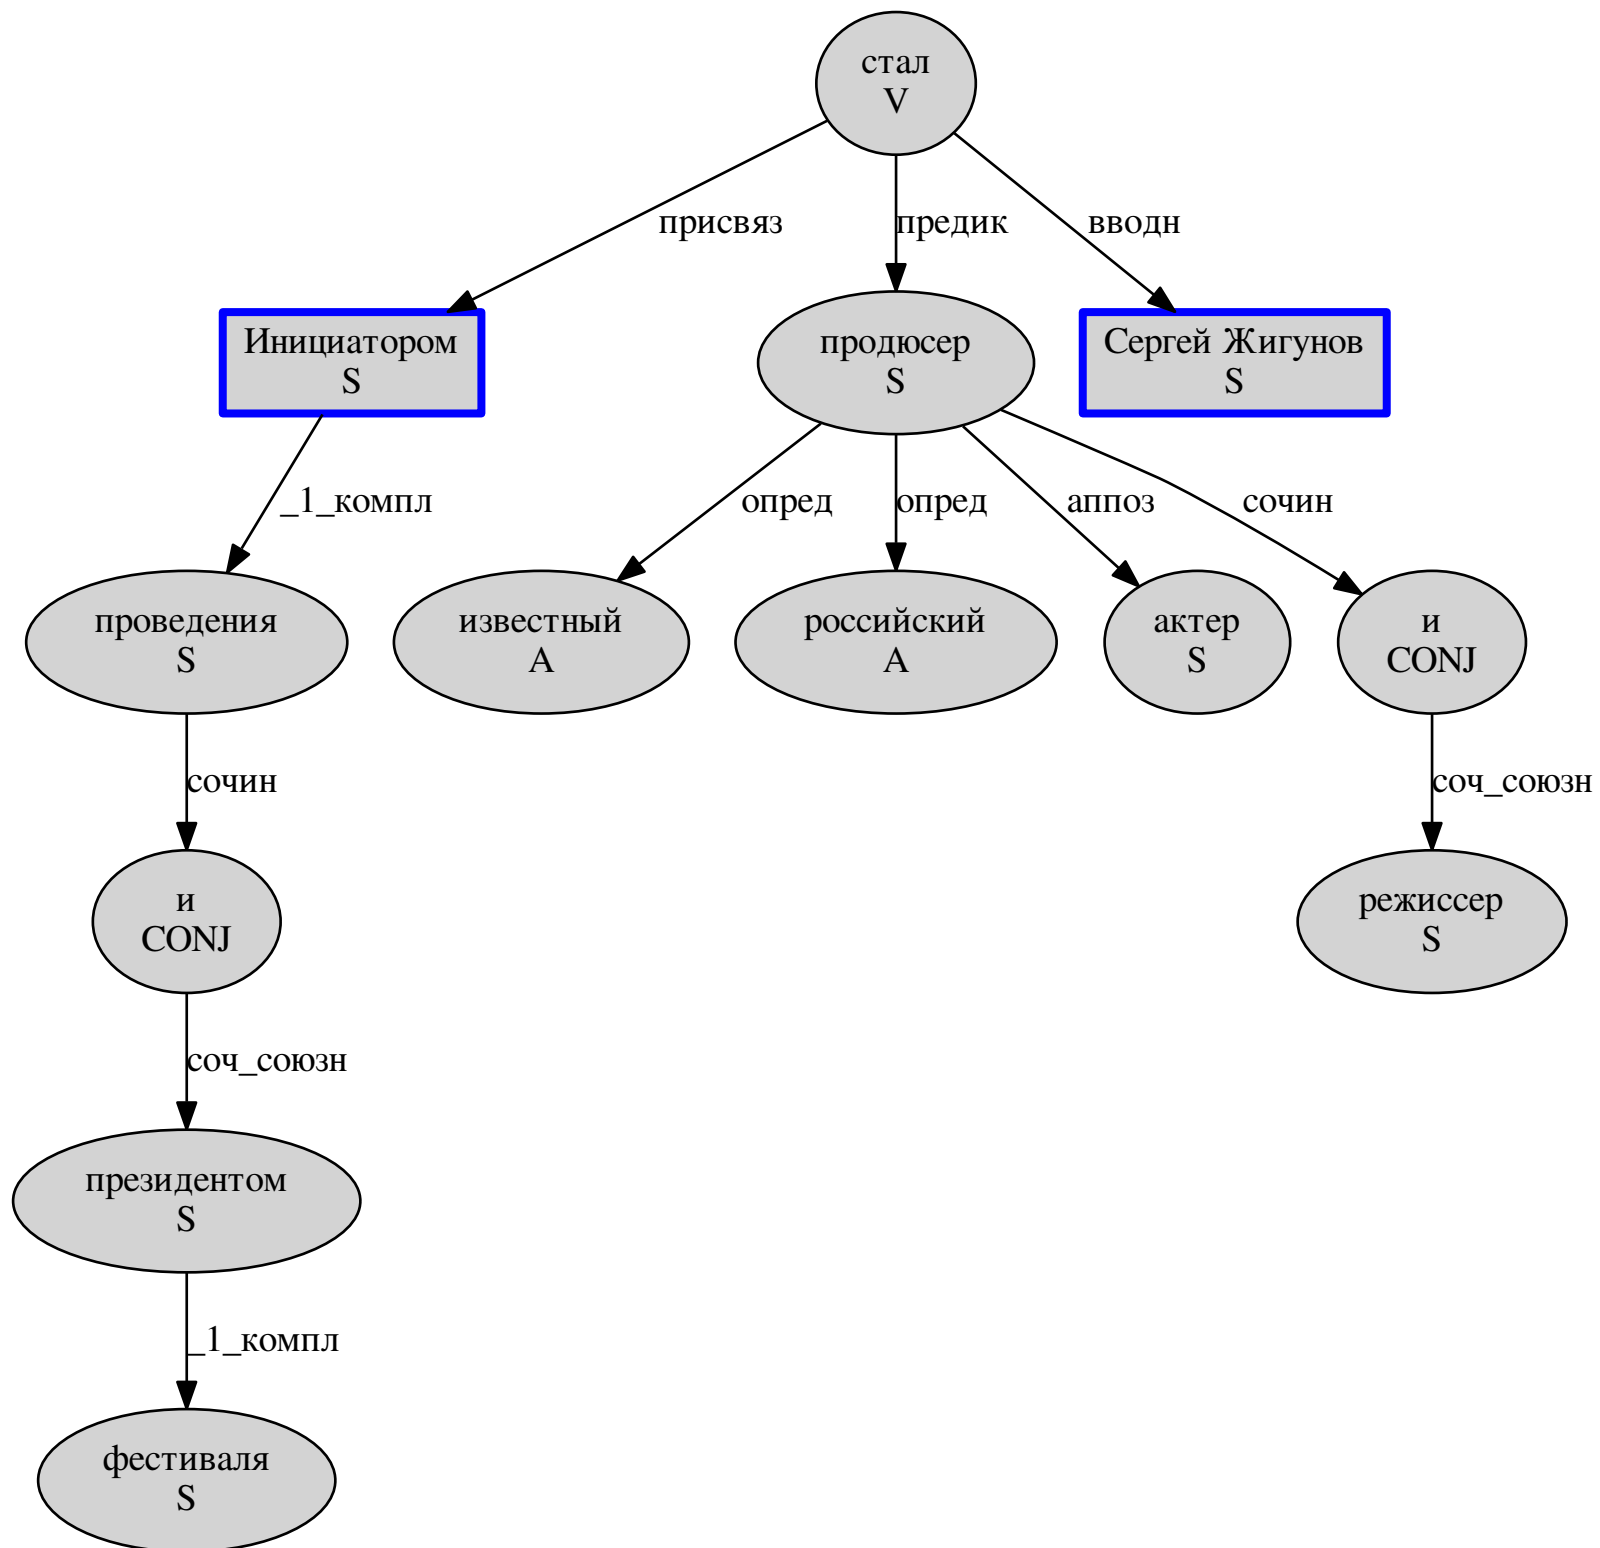 стал
V
присвяз
предик
вводн
Инициатором
S
продюсер
S
Сергей Жигунов
S
_1_компл
опред
опред
аппоз
сочин
проведения
S
известный
A
российский
A
актер
S
и
CONJ
сочин
соч_союзн
и
CONJ
режиссер
S
соч_союзн
президентом
S
_1_компл
фестиваля
S